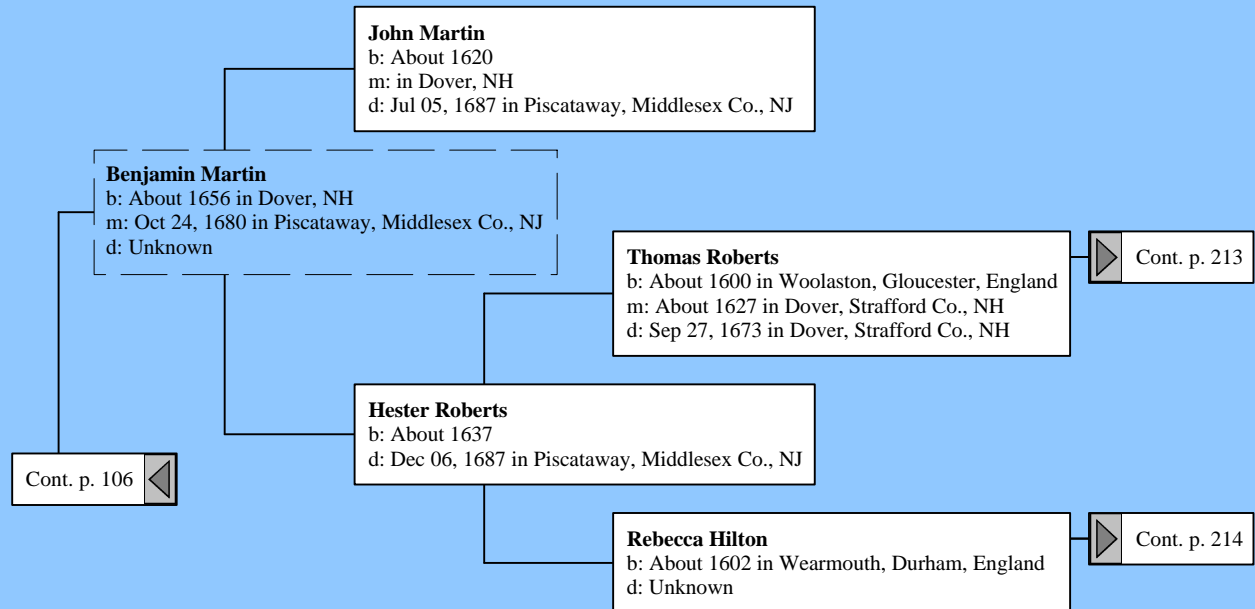 John Martin
b: About 1620
m: in Dover, NH
d: Jul 05, 1687 in Piscataway, Middlesex Co., NJ
Benjamin Martin
b: About 1656 in Dover, NH
m: Oct 24, 1680 in Piscataway, Middlesex Co., NJ
d: Unknown
Thomas Roberts
b: About 1600 in Woolaston, Gloucester, England
m: About 1627 in Dover, Strafford Co., NH
d: Sep 27, 1673 in Dover, Strafford Co., NH
Cont. p. 213
Hester Roberts
b: About 1637
d: Dec 06, 1687 in Piscataway, Middlesex Co., NJ
Cont. p. 106
Rebecca Hilton
b: About 1602 in Wearmouth, Durham, England
d: Unknown
Cont. p. 214